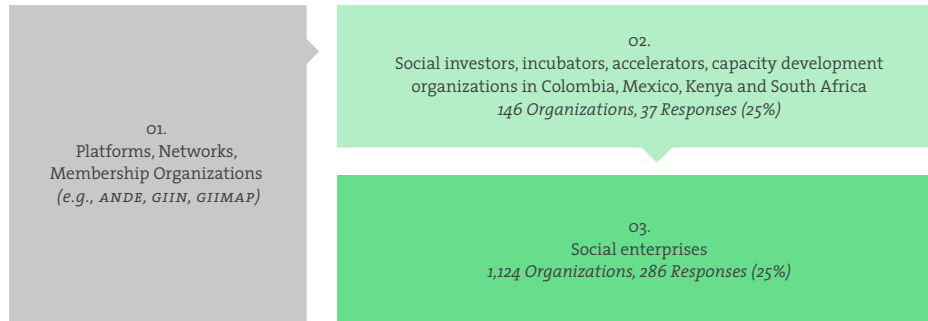 01.
Platforms, Networks,
Membership Organizations
(e.g., ANDE, GIIN, GIIMAP)
02.
Social investors, incubators, accelerators, capacity development
organizations in Colombia, Mexico, Kenya and South Africa
146 Organizations, 37 Responses (25%)
03.
Social enterprises
1,124 Organizations, 286 Responses (25%)